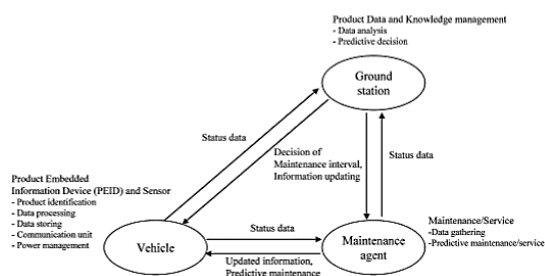 Product Data and Knowledge management
- Data analysis
- Predictive decision
Ground
station
Status data
Decision of
Maintenance interval,
Information updating
Status data
Product Embedded
Information Device (PEID) and Sensor
- Product identification
- Data processing
- Data storing
- Communication unit
- Power management
Vehicle
Status data
Updated information,
Predictive maintenance
Maintenance
agent
Maintenance/Service
-Data gathering
-Predictive maintenance/service